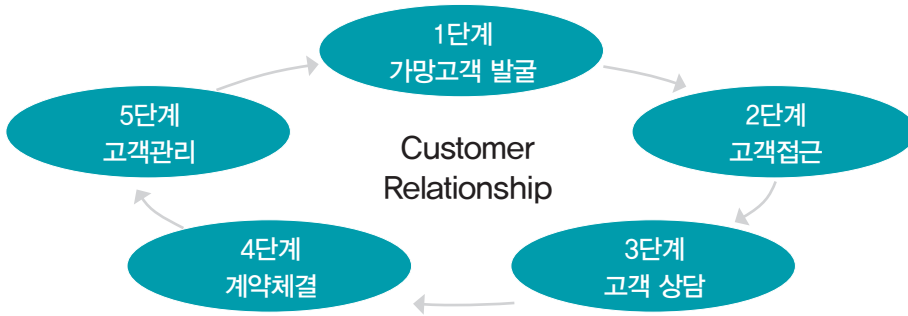 1단계
가망고객 발굴
2단계
고객접근
3단계
고객 상담
4단계
계약체결
5단계
고객관리
Customer
Relationship